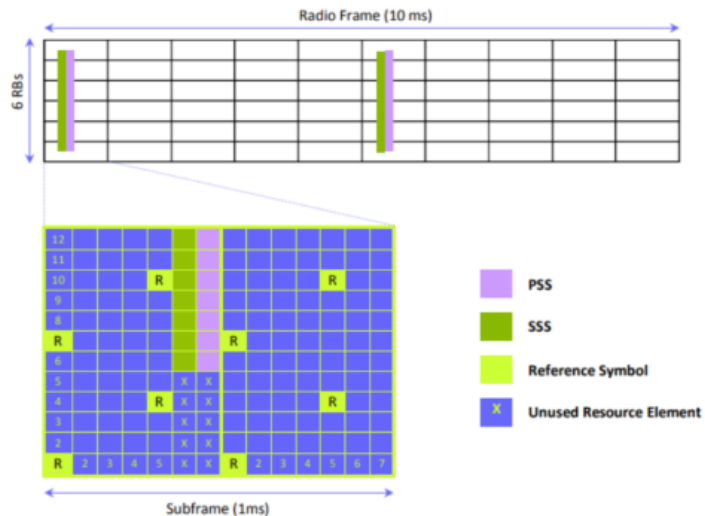 Radio Frame (10 ms)
6 RBs
12
11
10 R R
9
8
R R
6
5 X X
4 R X X R
3 X X
2 X X
R 2 3 4 5 X X R 2 3 4 5 6 7
Subframe (1ms)
PSS
SSS
Reference Symbol
X Unused Resource Element